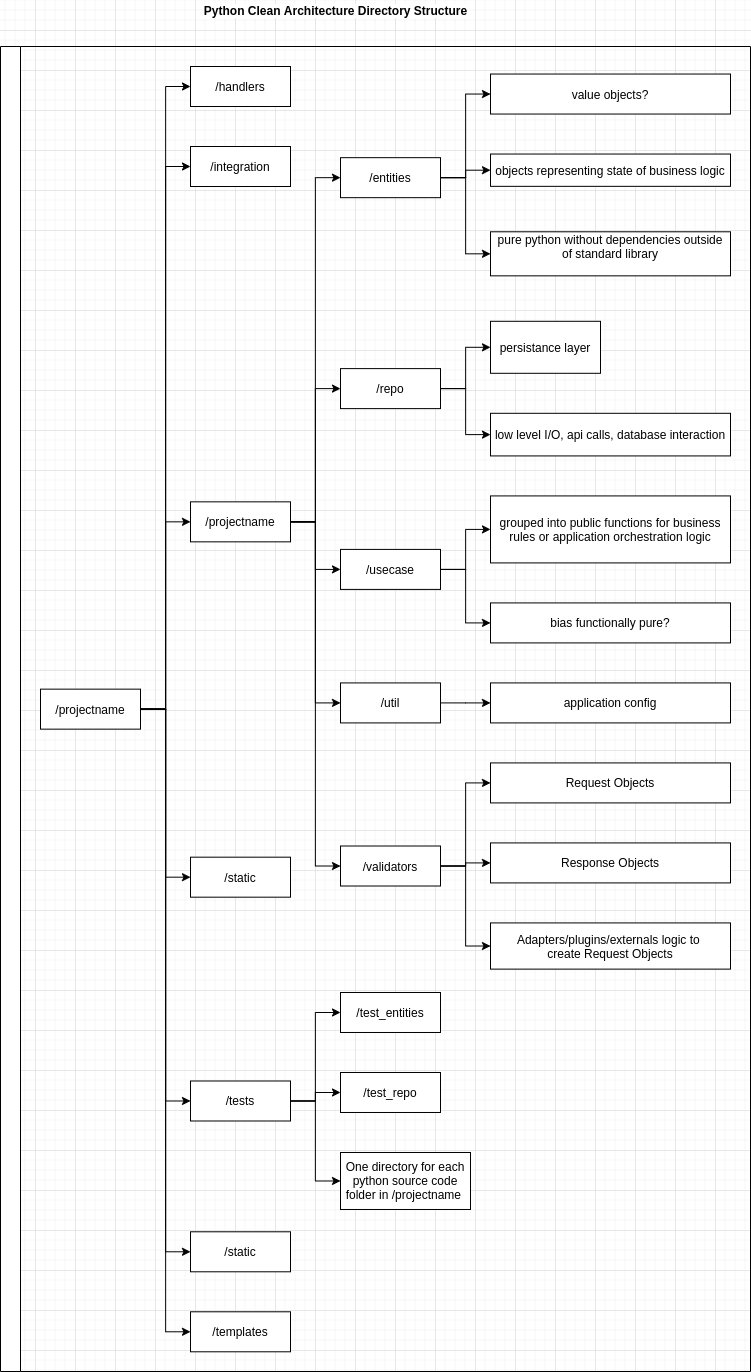 Python Clean Architecture Directory Structure
/handlers
/integration
/projectname
/projectname
/entities
value objects?
objects representing state of business logic
pure python without dependencies outside
of standard library
/repo
persistance layer
low level I/O, api calls, database interaction
/usecase
grouped into public functions for business
rules or application orchestration logic
bias functionally pure?
/util
application config
/validators
Request Objects
Response Objects
Adapters/plugins/externals logic to
create Request Objects
/static
/tests
/test_entities
/test_repo
One directory for each
python source code
folder in /projectname
/static
/templates